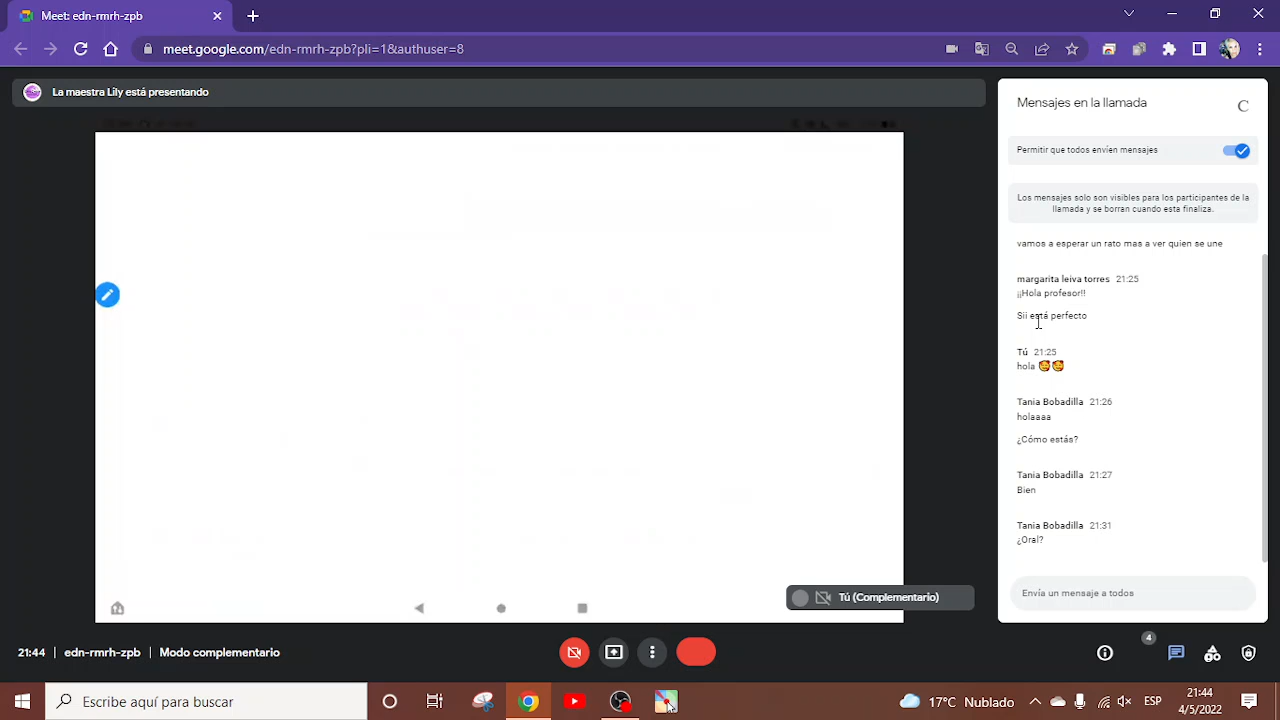 Meet edn-rmrh-zpb
meet.google.com/edn-rmrh-zpb?pli=1&authuser=8
La maestra Lily está presentando
Mensajes en la llamada
Permitir que todos envíen mensajes
Los mensajes solo son visibles para los participantes de la
llamada y se borran cuando esta finaliza.
vamos a esperar un rato mas a ver quien se une
margarita leiva torres 21:25
¡¡Hola profesor!!
Sii está perfecto
Tú 21:25
hola 🥰🥰
Tania Bobadilla 21:26
holaaaa
¿Cómo estás?
Tania Bobadilla 21:27
Bien
Tania Bobadilla 21:31
¿Oral?
Envía un mensaje a todos
Tú (Complementario)
21:44 | edn-rmrh-zpb | Modo complementario
4
Escribe aquí para buscar
17°C Nublado
ESP
21:44
4/5/2022